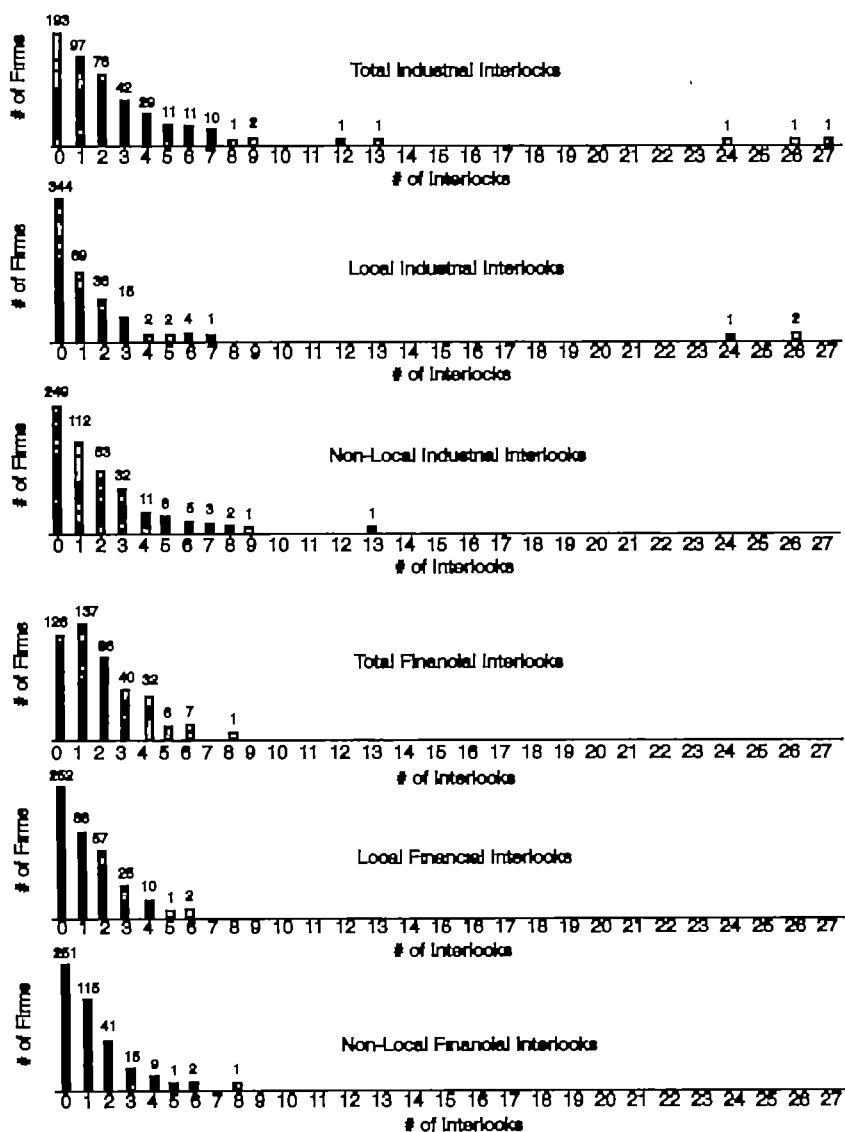 193
97
76
42
29
11 11 10 1 2 1 1 1 1 1
# of Firms
Total Industrial Interlocks
0 1 2 3 4 5 6 7 8 9 10 11 12 13 14 15 16 17 18 19 20 21 22 23 24 25 26 27
# of Interlocks
344
69
36
16
2 2 4 1 1 2
# of Firms
Local Industrial Interlocks
0 1 2 3 4 5 6 7 8 9 10 11 12 13 14 15 16 17 18 19 20 21 22 23 24 25 26 27
# of Interlocks
249
112
53
32
11 8 5 3 2 1 1
# of Firms
Non-Local Industrial Interlocks
0 1 2 3 4 5 6 7 8 9 10 11 12 13 14 15 16 17 18 19 20 21 22 23 24 25 26 27
# of Interlocks
126 137
86
40 32
6 7 1
# of Firms
Total Financial Interlocks
0 1 2 3 4 5 6 7 8 9 10 11 12 13 14 15 16 17 18 19 20 21 22 23 24 25 26 27
# of Interlocks
252
88
57
25
10 1 2
# of Firms
Local Financial Interlocks
0 1 2 3 4 5 6 7 8 9 10 11 12 13 14 15 16 17 18 19 20 21 22 23 24 25 26 27
# of Interlocks
251
115
41
15 9 1 2 1
# of Firms
Non-Local Financial Interlocks
0 1 2 3 4 5 6 7 8 9 10 11 12 13 14 15 16 17 18 19 20 21 22 23 24 25 26 27
# of Interlocks